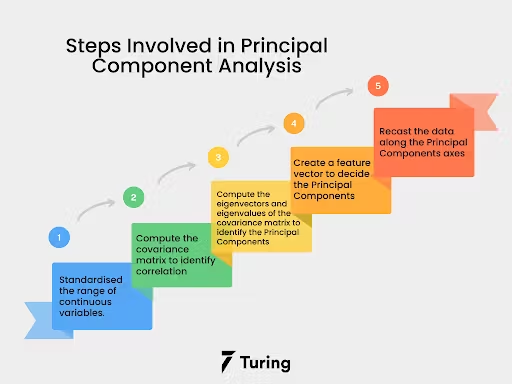 Steps Involved in Principal
Component Analysis
1
Standardised
the range of
continuous
variables.
2
Compute the
covariance
matrix to identify
correlation
3
Compute the
eigenvectors and
eigenvalues of the
covariance matrix to
identify the Principal
Components
4
Create a feature
vector to decide
the Principal
Components
5
Recast the data
along the Principal
Components axes
Turing